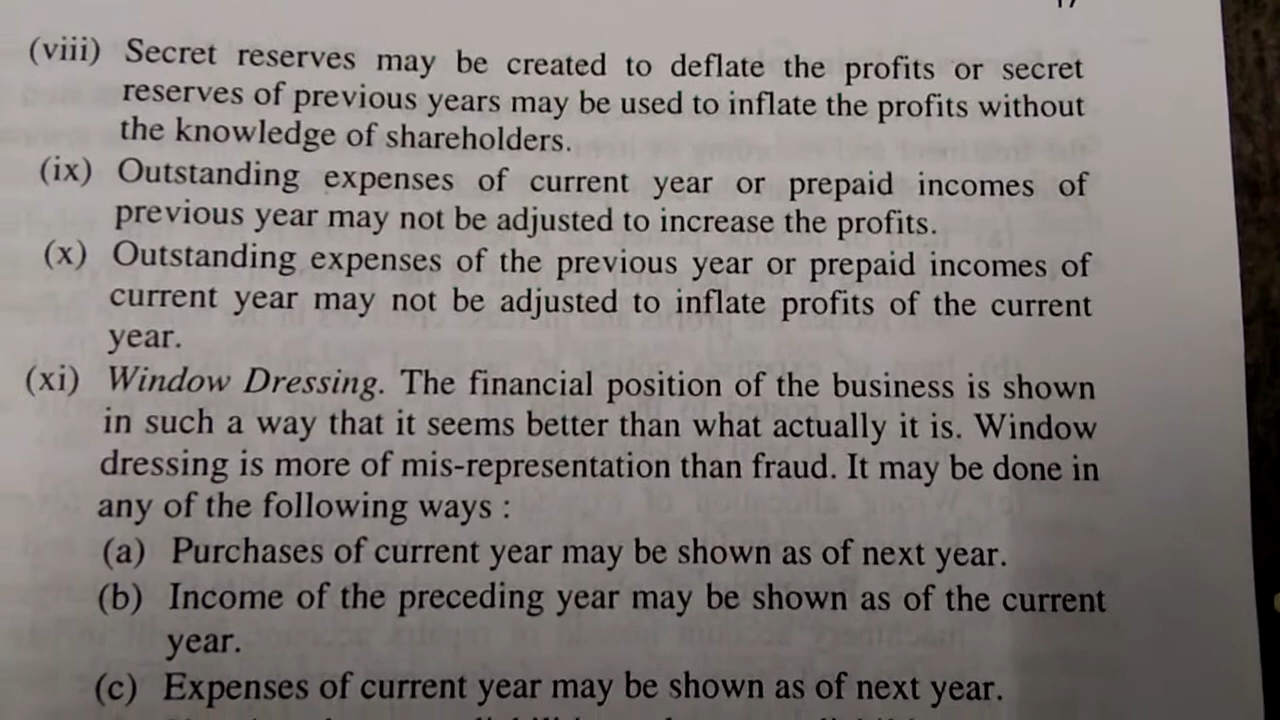 (viii) Secret reserves may be created to deflate the profits or secret
reserves of previous years may be used to inflate the profits without
the knowledge of shareholders.
(ix) Outstanding expenses of current year or prepaid incomes of
previous year may not be adjusted to increase the profits.
(x) Outstanding expenses of the previous year or prepaid incomes of
current year may not be adjusted to inflate profits of the current
year.
(xi) Window Dressing. The financial position of the business is shown
in such a way that it seems better than what actually it is. Window
dressing is more of mis-representation than fraud. It may be done in
any of the following ways :
(a) Purchases of current year may be shown as of next year.
(b) Income of the preceding year may be shown as of the current
year.
(c) Expenses of current year may be shown as of next year.